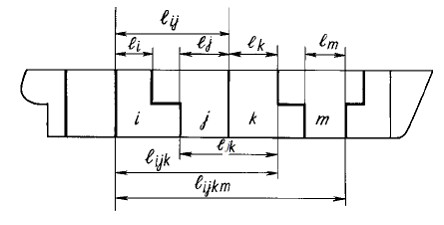 ℓij
ℓi ℓj ℓk ℓm
i j k m
ℓjk
ℓijk
ℓijkm